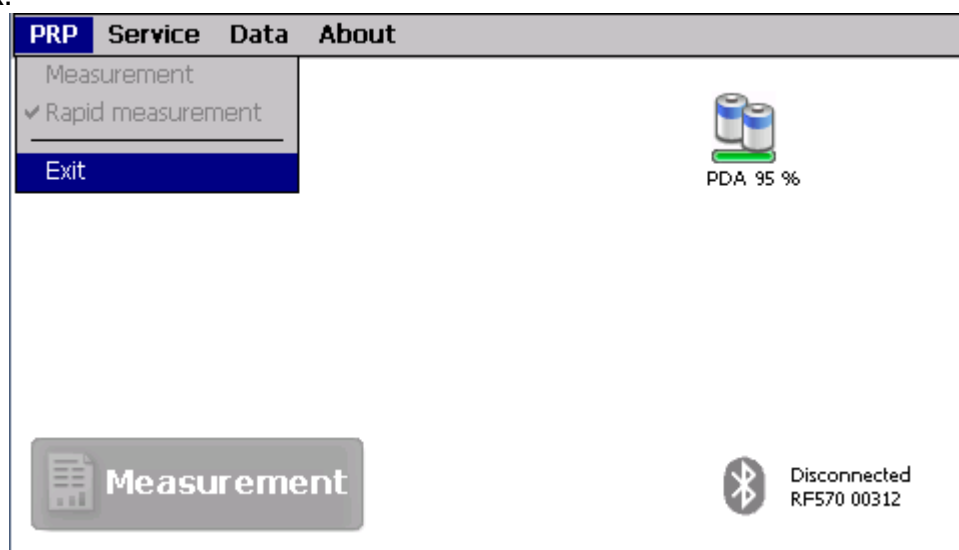 PRP Service Data About
Measurement
Rapid measurement
Exit
PDA 95 %
Measurement
Disconnected
RF570 00312